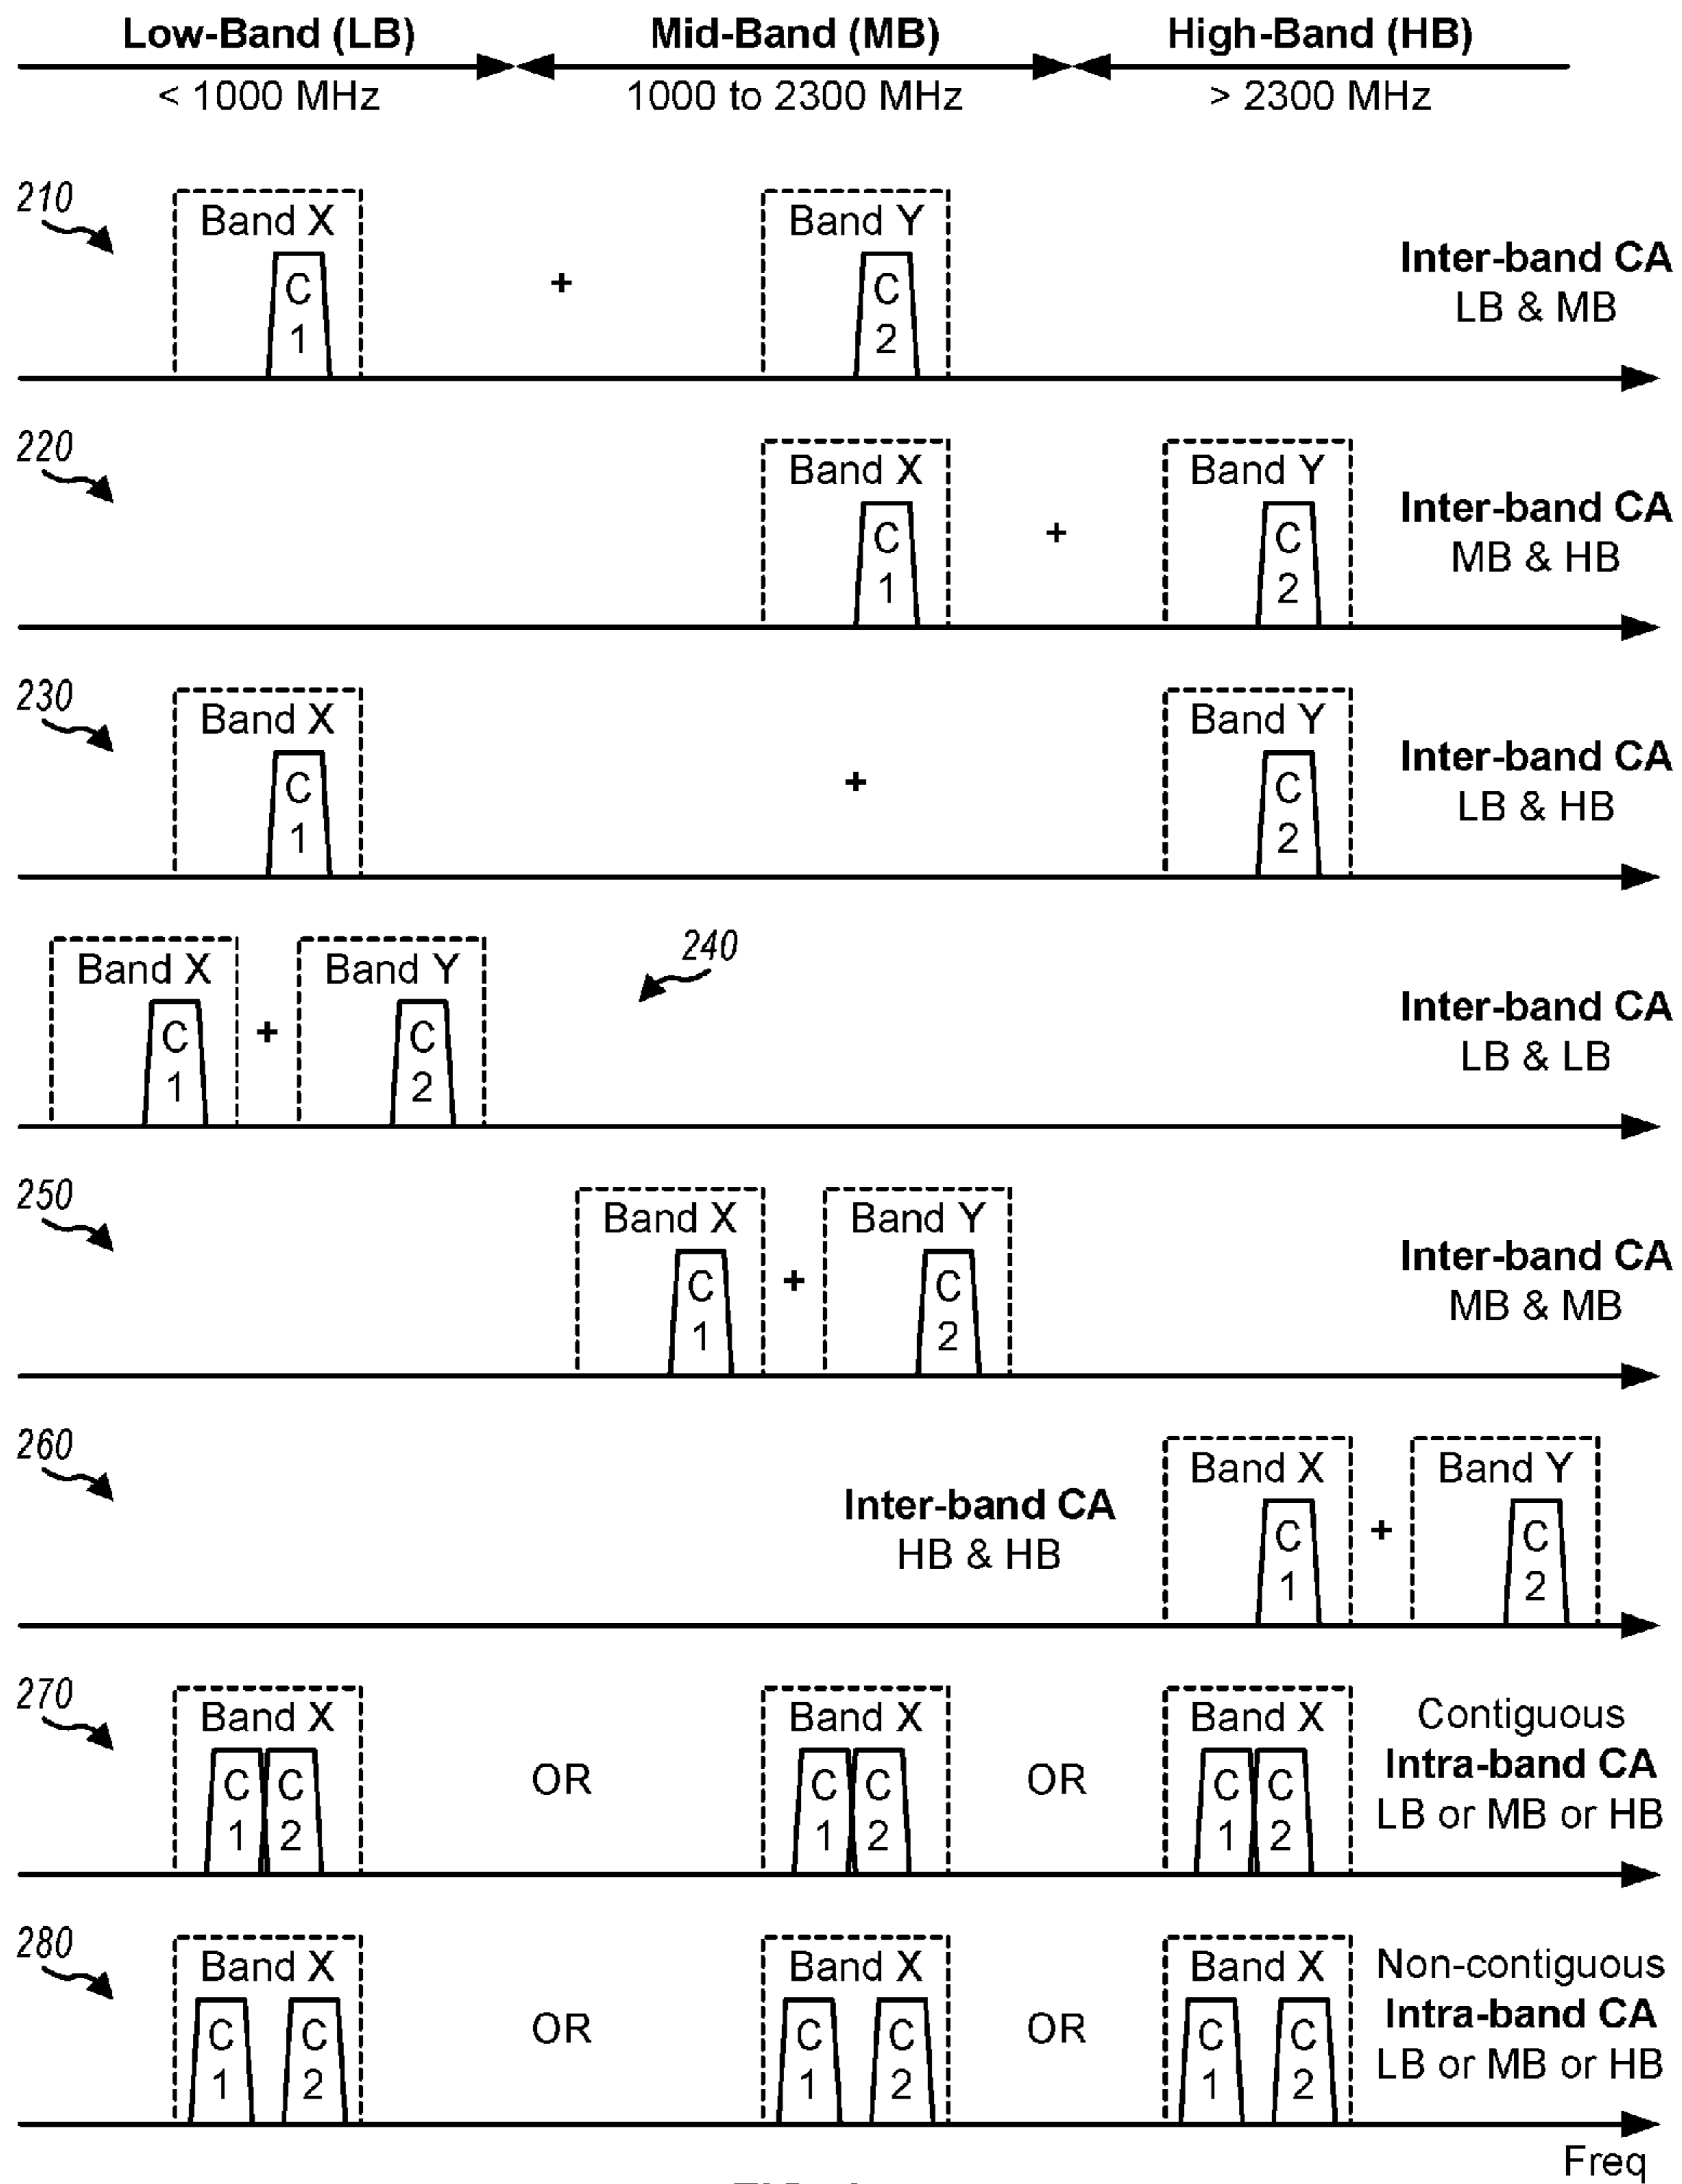 Low-Band (LB) Mid-Band (MB) High-Band (HB)
< 1000 MHz 1000 to 2300 MHz > 2300 MHz
210
Band X Band Y
C C
1 2
+
Inter-band CA
LB & MB
220
Band X Band Y
C C
1 2
+
Inter-band CA
MB & HB
230
Band X Band Y
C C
1 2
+
Inter-band CA
LB & HB
240
Band X Band Y
C C
1 2
+
Inter-band CA
LB & LB
250
Band X Band Y
C C
1 2
+
Inter-band CA
MB & MB
260
Inter-band CA
HB & HB
Band X Band Y
C C
1 2
+
270
Band X Band X Band X
C C OR C C OR C C
1 2 1 2 1 2
Contiguous
Intra-band CA
LB or MB or HB
280
Band X Band X Band X
C C OR C C OR C C
1 2 1 2 1 2
Non-contiguous
Intra-band CA
LB or MB or HB
Freq